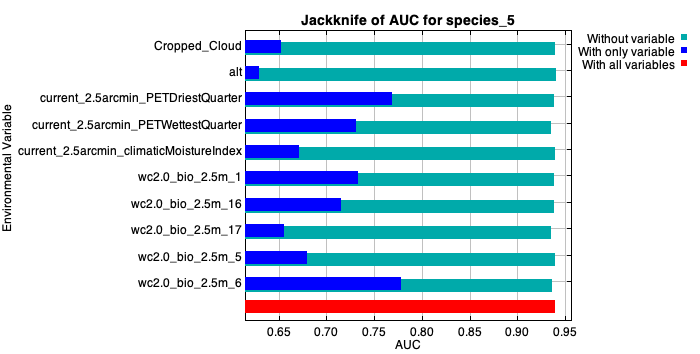 Jackknife of AUC for species_5
Without variable
With only variable
With all variables
Environmental Variable
Cropped_Cloud
alt
current_2.5arcmin_PETDriestQuarter
current_2.5arcmin_PETWettestQuarter
current_2.5arcmin_climaticMoistureIndex
wc2.0_bio_2.5m_1
wc2.0_bio_2.5m_16
wc2.0_bio_2.5m_17
wc2.0_bio_2.5m_5
wc2.0_bio_2.5m_6
0.65 0.70 0.75 0.80 0.85 0.90 0.95
AUC